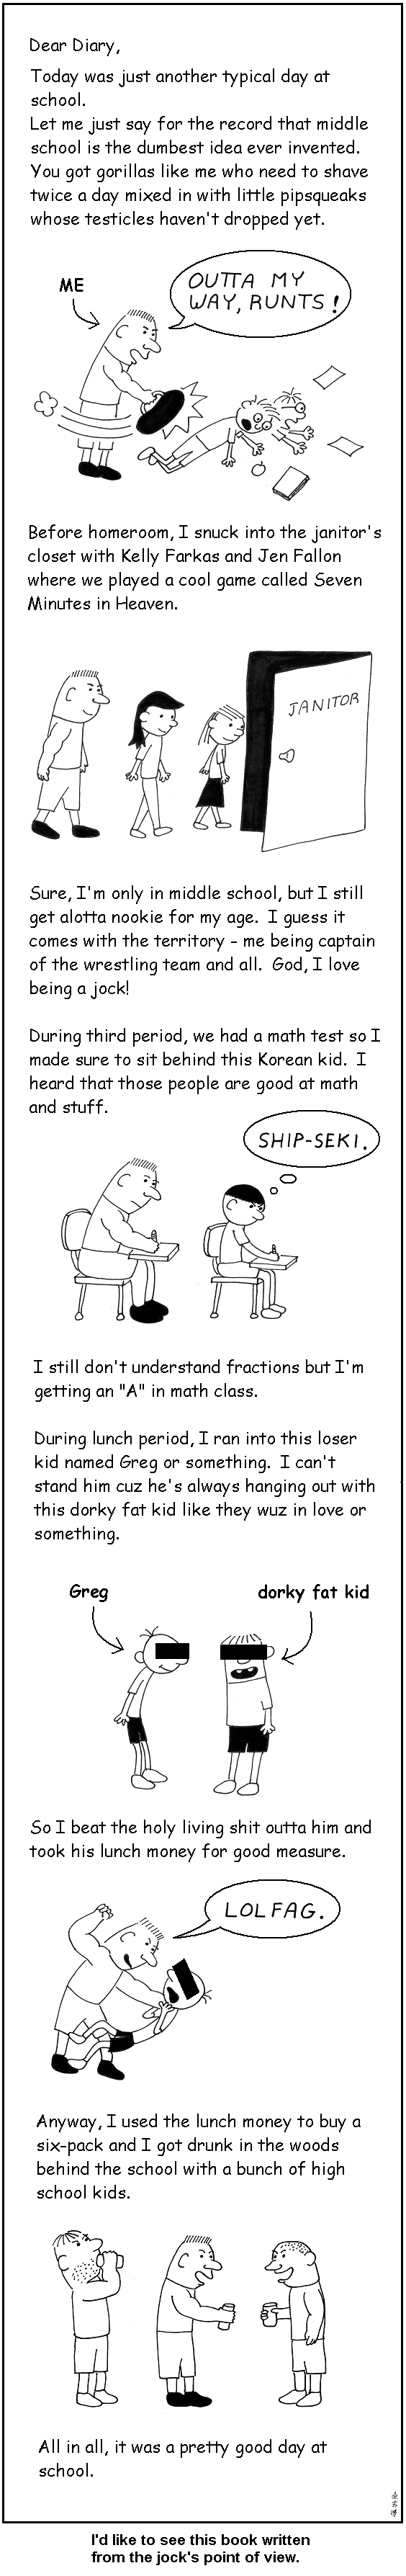 Dear Diary,
Today was just another typical day at
school.
Let me just say for the record that middle
school is the dumbest idea ever invented.
You got gorillas like me who need to shave
twice a day mixed in with little pipsqueaks
whose testicles haven't dropped yet.
ME
OUTTA MY
WAY, RUNTS!
Before homeroom, I snuck into the janitor's
closet with Kelly Farkas and Jen Fallon
where we played a cool game called Seven
Minutes in Heaven.
JANITOR
Sure, I'm only in middle school, but I still
get alotta nookie for my age. I guess it
comes with the territory - me being captain
of the wrestling team and all. God, I love
being a jock!
During third period, we had a math test so I
made sure to sit behind this Korean kid. I
heard that those people are good at math
and stuff.
SHIP-SEKI.
I still don't understand fractions but I'm
getting an "A" in math class.
During lunch period, I ran into this loser
kid named Greg or something. I can't
stand him cuz he's always hanging out with
this dorky fat kid like they wuz in love or
something.
Greg
dorky fat kid
So I beat the holy living shit outta him and
took his lunch money for good measure.
LOL FAG.
Anyway, I used the lunch money to buy a
six-pack and I got drunk in the woods
behind the school with a bunch of high
school kids.
All in all, it was a pretty good day at
school.
I'd like to see this book written
from the jock's point of view.